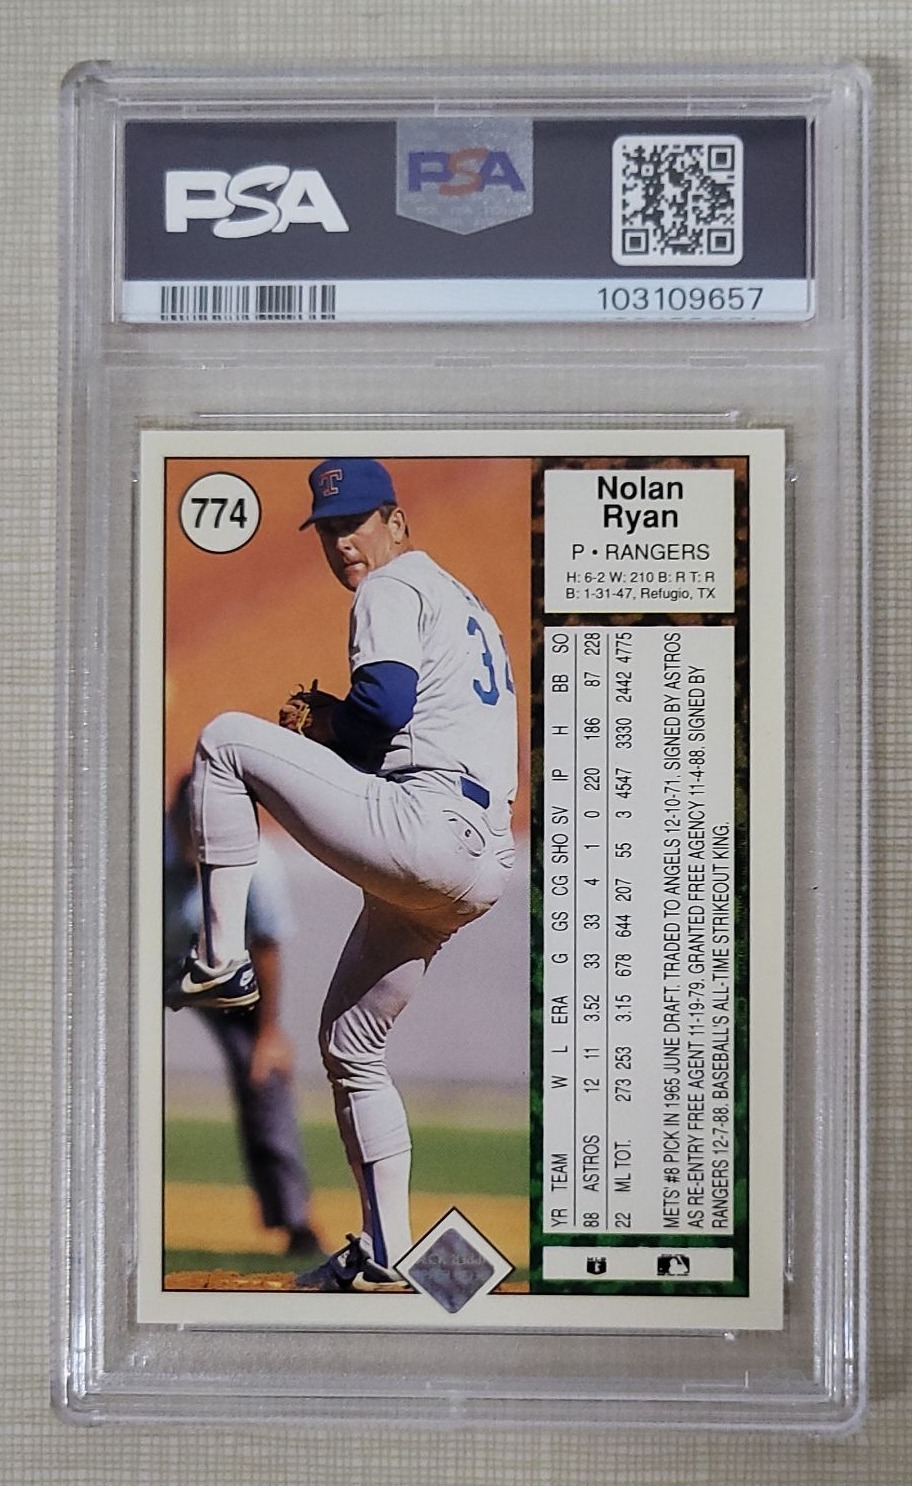 PSA
PSA
103109657
774
T
34
Nolan
Ryan
P • RANGERS
H: 6-2 W: 210 B: R T: R
B: 1-31-47, Refugio, TX
YR TEAM W L ERA G GS CG SHO SV IP H BB SO
88 ASTROS 12 11 3.52 33 33 4 1 0 220 186 87 228
22 ML TOT. 273 253 3.15 678 644 207 55 3 4547 3330 2442 4775
METS' #8 PICK IN 1965 JUNE DRAFT. TRADED TO ANGELS 12-10-71. SIGNED BY ASTROS
AS RE-ENTRY FREE AGENT 11-19-79. GRANTED FREE AGENCY 11-4-88. SIGNED BY
RANGERS 12-7-88. BASEBALL'S ALL-TIME STRIKEOUT KING.